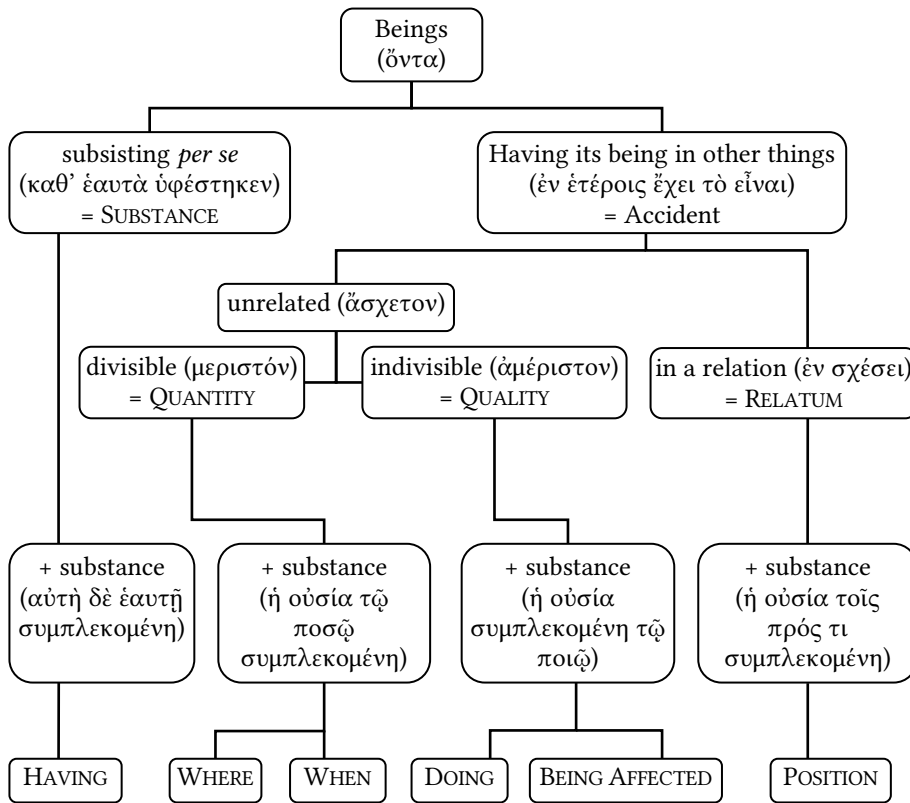 Beings
(ὄντα)
subsisting per se
(καθ’ ἑαυτὰ ὑφέστηκεν)
= SUBSTANCE
Having its being in other things
(ἐν ἑτέροις ἔχει τὸ εἶναι)
= Accident
unrelated (ἄσχετον)
divisible (μεριστόν)
= QUANTITY
indivisible (ἀμέριστον)
= QUALITY
in a relation (ἐν σχέσει)
= RELATUM
+ substance
(αὐτὴ δὲ ἑαυτῇ
συμπλεκομένη)
+ substance
(ἡ οὐσία τῷ
ποσῷ
συμπλεκομένη)
+ substance
(ἡ οὐσία
συμπλεκομένη τῷ
ποιῷ)
+ substance
(ἡ οὐσία τοῖς
πρός τι
συμπλεκομένη)
HAVING
WHERE
WHEN
DOING
BEING AFFECTED
POSITION